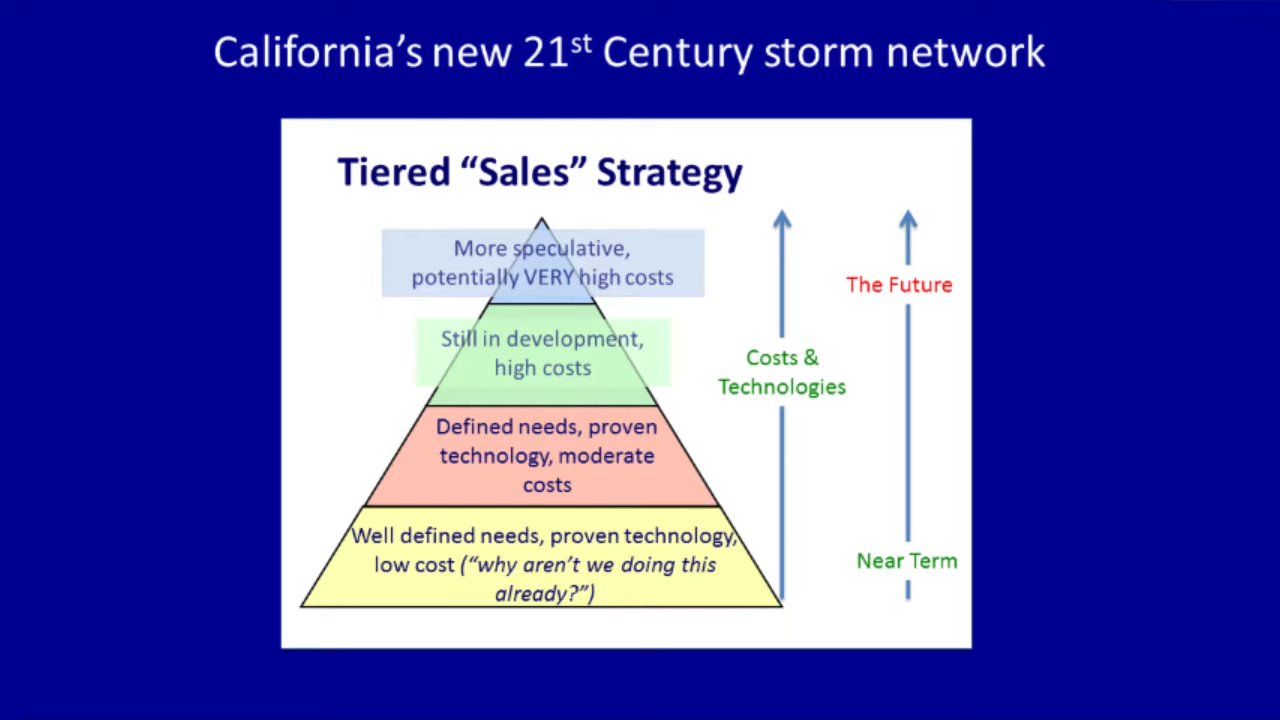 California’s new 21st Century storm network
Tiered “Sales” Strategy
More speculative,
potentially VERY high costs
Still in development,
high costs
Defined needs, proven
technology, moderate
costs
Well defined needs, proven technology,
low cost (“why aren’t we doing this
already?”)
Costs &
Technologies
The Future
Near Term